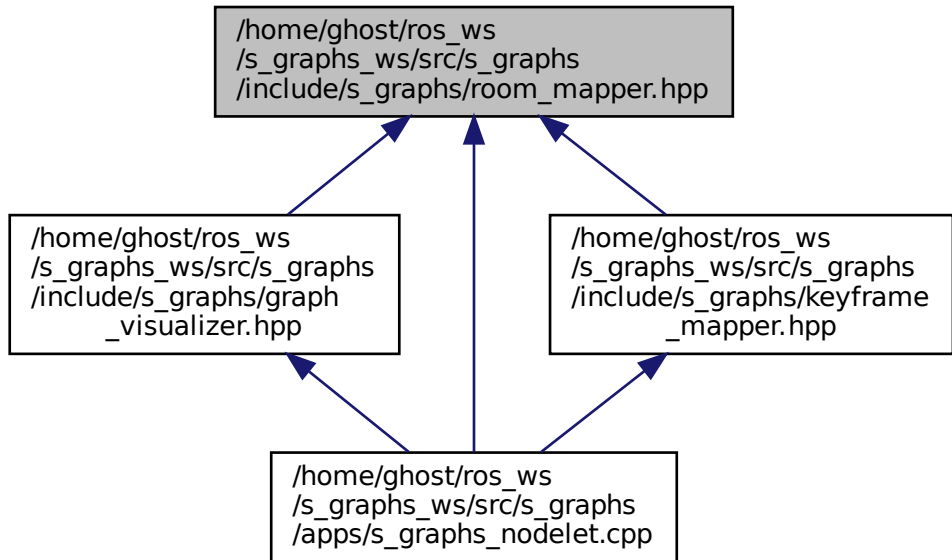 /home/ghost/ros_ws
/s_graphs_ws/src/s_graphs
/include/s_graphs/room_mapper.hpp
/home/ghost/ros_ws
/s_graphs_ws/src/s_graphs
/include/s_graphs/graph
_visualizer.hpp
/home/ghost/ros_ws
/s_graphs_ws/src/s_graphs
/include/s_graphs/keyframe
_mapper.hpp
/home/ghost/ros_ws
/s_graphs_ws/src/s_graphs
/apps/s_graphs_nodelet.cpp